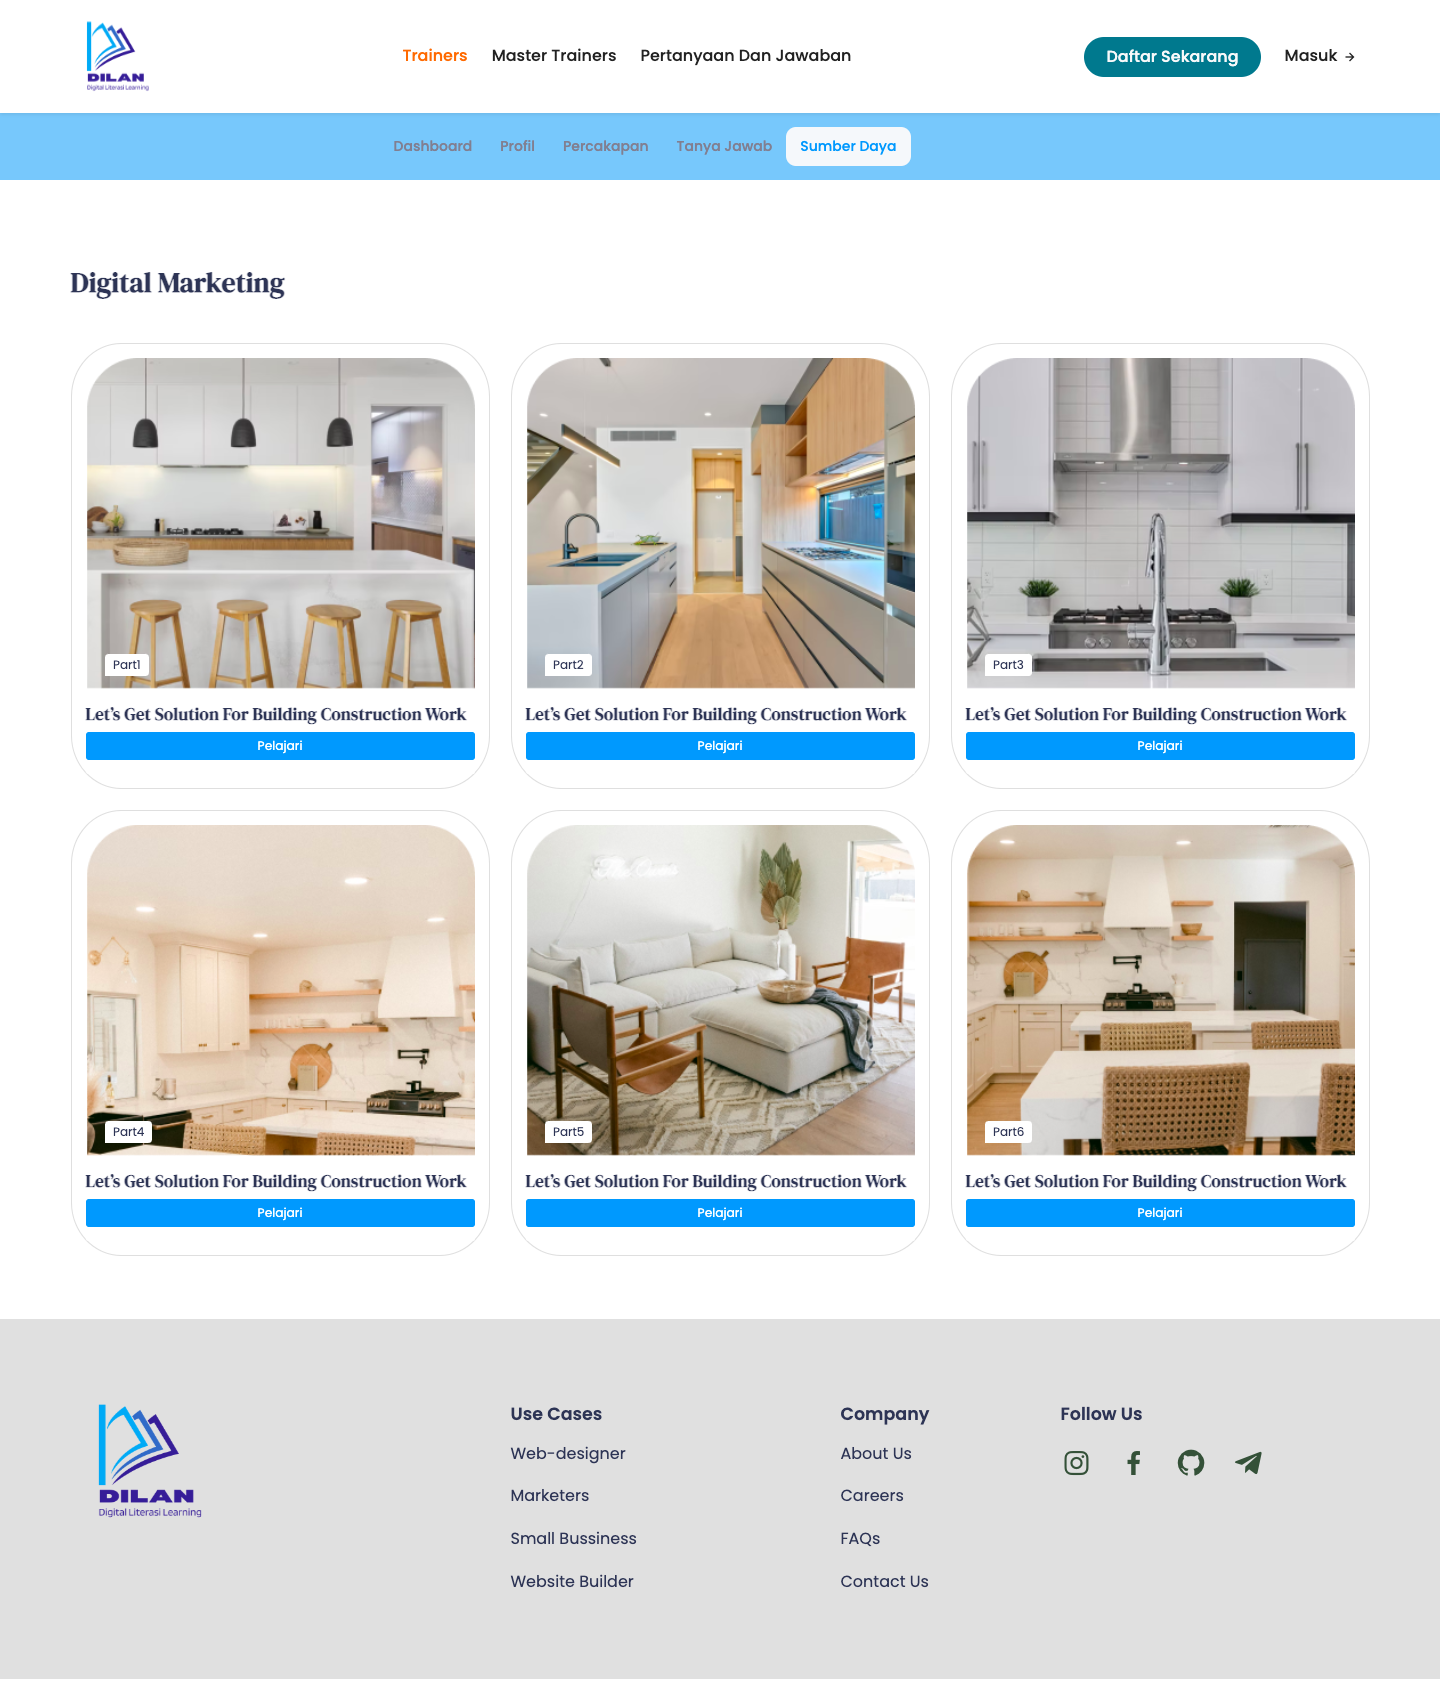 DILAN
Digital Literasi Learning
Trainers Master Trainers Pertanyaan Dan Jawaban
Daftar Sekarang Masuk →
Dashboard Profil Percakapan Tanya Jawab Sumber Daya
Digital Marketing
Part1
Part2
Part3
Let's Get Solution For Building Construction Work
Pelajari
Let's Get Solution For Building Construction Work
Pelajari
Let's Get Solution For Building Construction Work
Pelajari
Part4
Part5
Part6
Let's Get Solution For Building Construction Work
Pelajari
Let's Get Solution For Building Construction Work
Pelajari
Let's Get Solution For Building Construction Work
Pelajari
DILAN
Digital Literasi Learning
Use Cases
Web-designer
Marketers
Small Bussiness
Website Builder
Company
About Us
Careers
FAQs
Contact Us
Follow Us